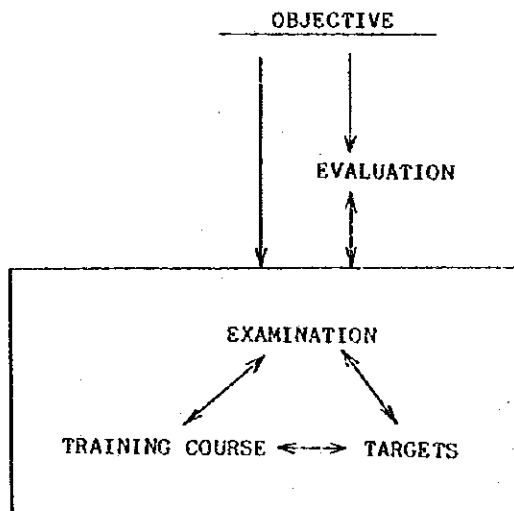 OBJECTIVE
EVALUATION
EXAMINATION
TRAINING COURSE TARGETS